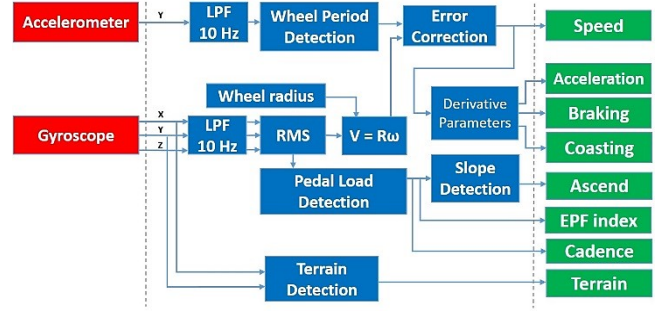 Accelerometer
Y
LPF
10 Hz
Wheel Period
Detection
Error
Correction
Speed
Wheel radius
Gyroscope
X
Y
Z
LPF
10 Hz
RMS
V = Rω
Derivative
Parameters
Acceleration
Braking
Coasting
Pedal Load
Detection
Slope
Detection
Ascend
EPF index
Cadence
Terrain
Detection
Terrain